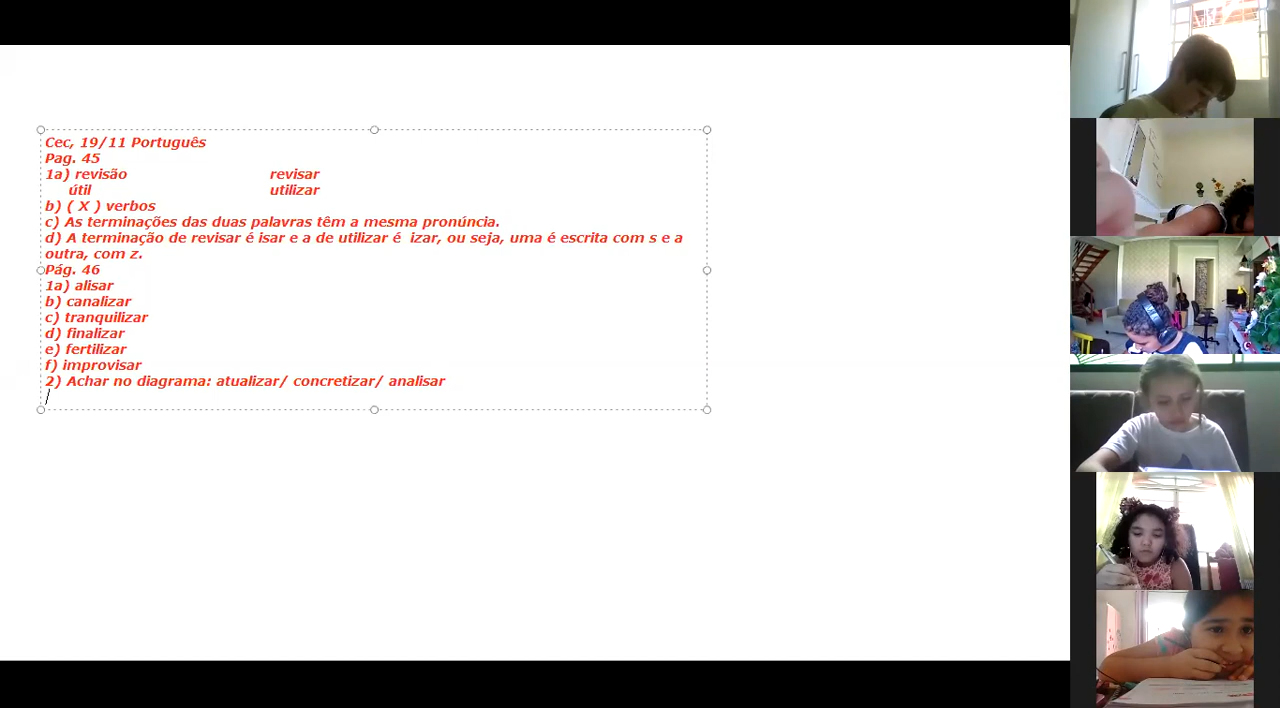 Cec, 19/11 Português
Pag. 45
1a) revisão revisar
útil utilizar
b) ( X ) verbos
c) As terminações das duas palavras têm a mesma pronúncia.
d) A terminação de revisar é isar e a de utilizar é izar, ou seja, uma é escrita com s e a
outra, com z.
Pág. 46
1a) alisar
b) canalizar
c) tranquilizar
d) finalizar
e) fertilizar
f) improvisar
2) Achar no diagrama: atualizar/ concretizar/ analisar